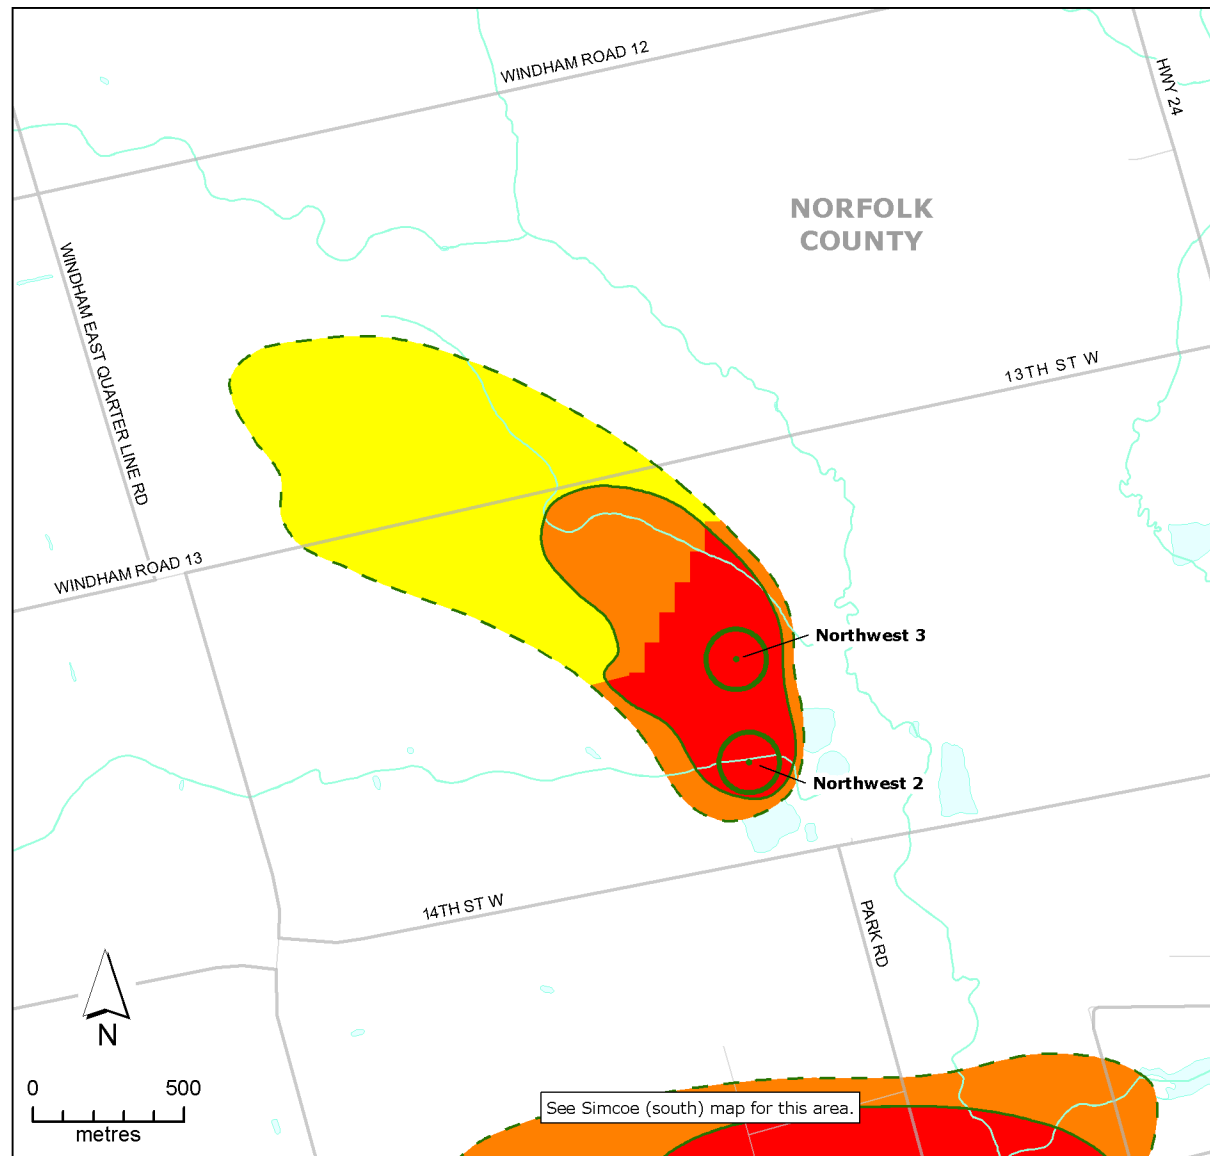 WINDHAM ROAD 12
HWY 24
NORFOLK
COUNTY
WINDHAM EAST QUARTER LINE RD
13TH ST W
WINDHAM ROAD 13
Northwest 3
Northwest 2
14TH ST W
PARK RD
N
0 500
metres
See Simcoe (south) map for this area.